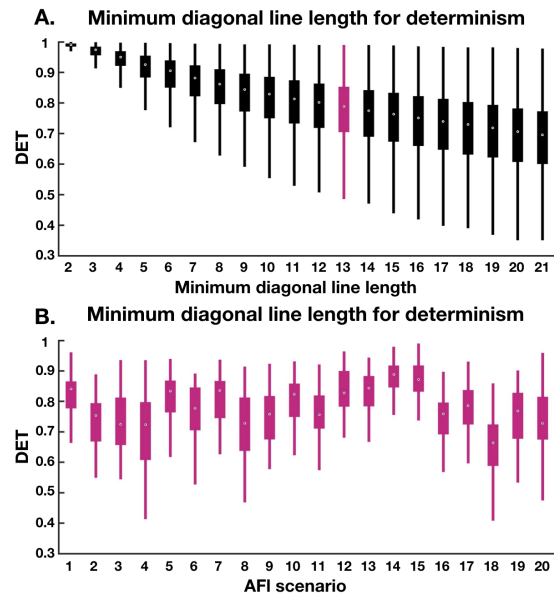 A. Minimum diagonal line length for determinism
1
0.9
0.8
0.7
0.6
0.5
0.4
0.3
DET
2 3 4 5 6 7 8 9 10 11 12 13 14 15 16 17 18 19 20 21
Minimum diagonal line length
B. Minimum diagonal line length for determinism
1
0.9
0.8
0.7
0.6
0.5
0.4
0.3
DET
1 2 3 4 5 6 7 8 9 10 11 12 13 14 15 16 17 18 19 20
AFI scenario